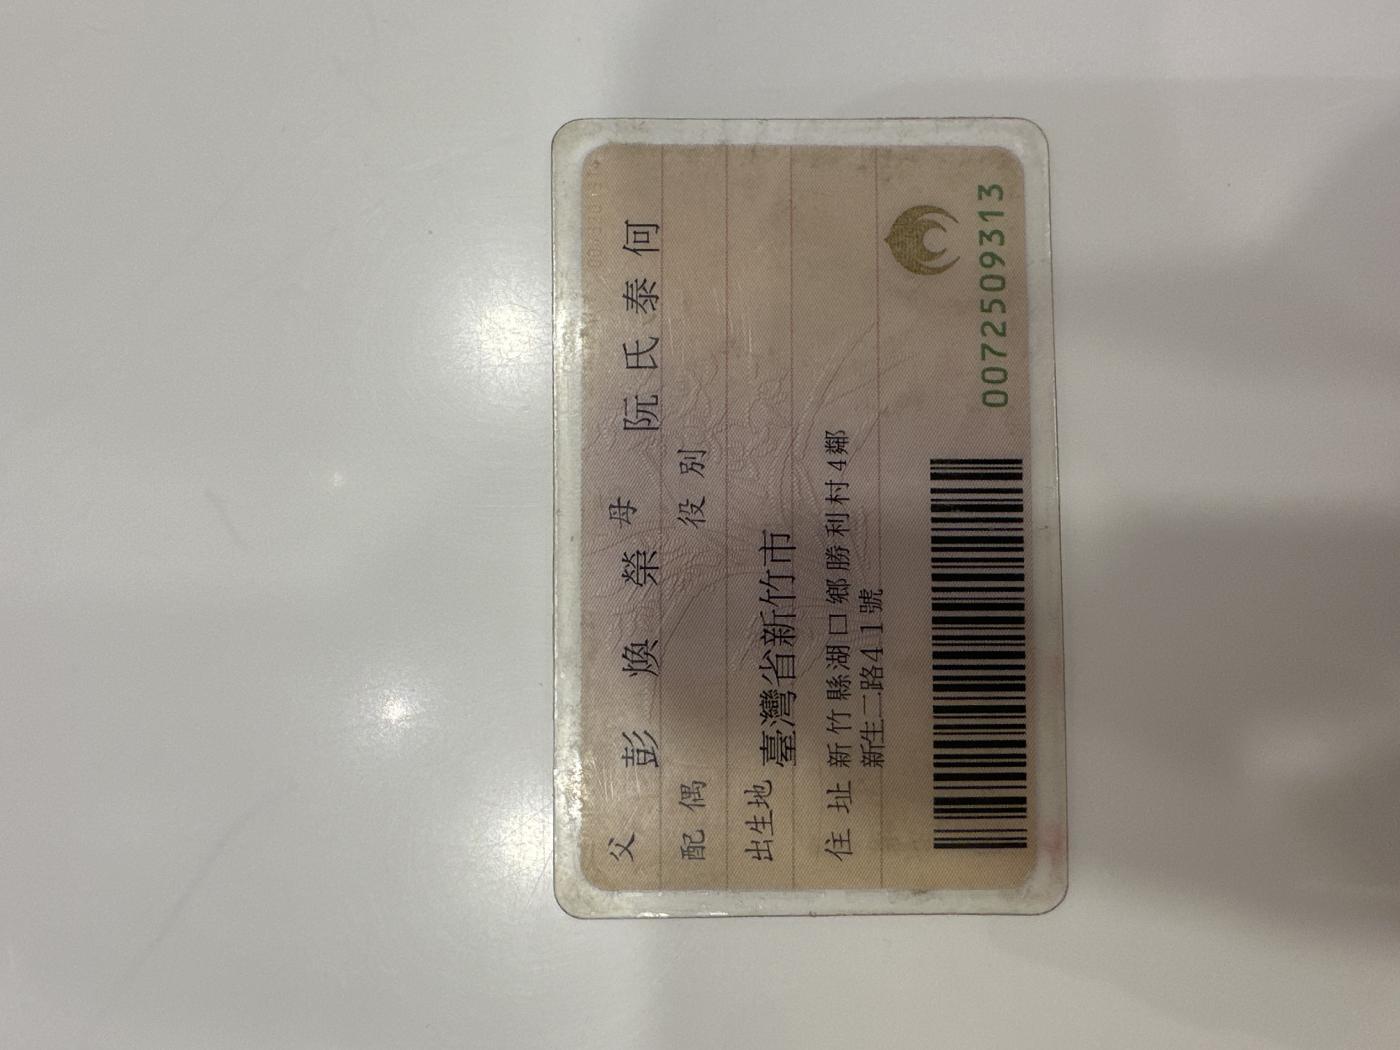 父 彭 煥 榮 母 阮 氏 泰 何
配偶 役別
出生地 臺灣省新竹市
住址 新竹縣湖口鄉勝利村4鄰
新生二路41號
0072509313